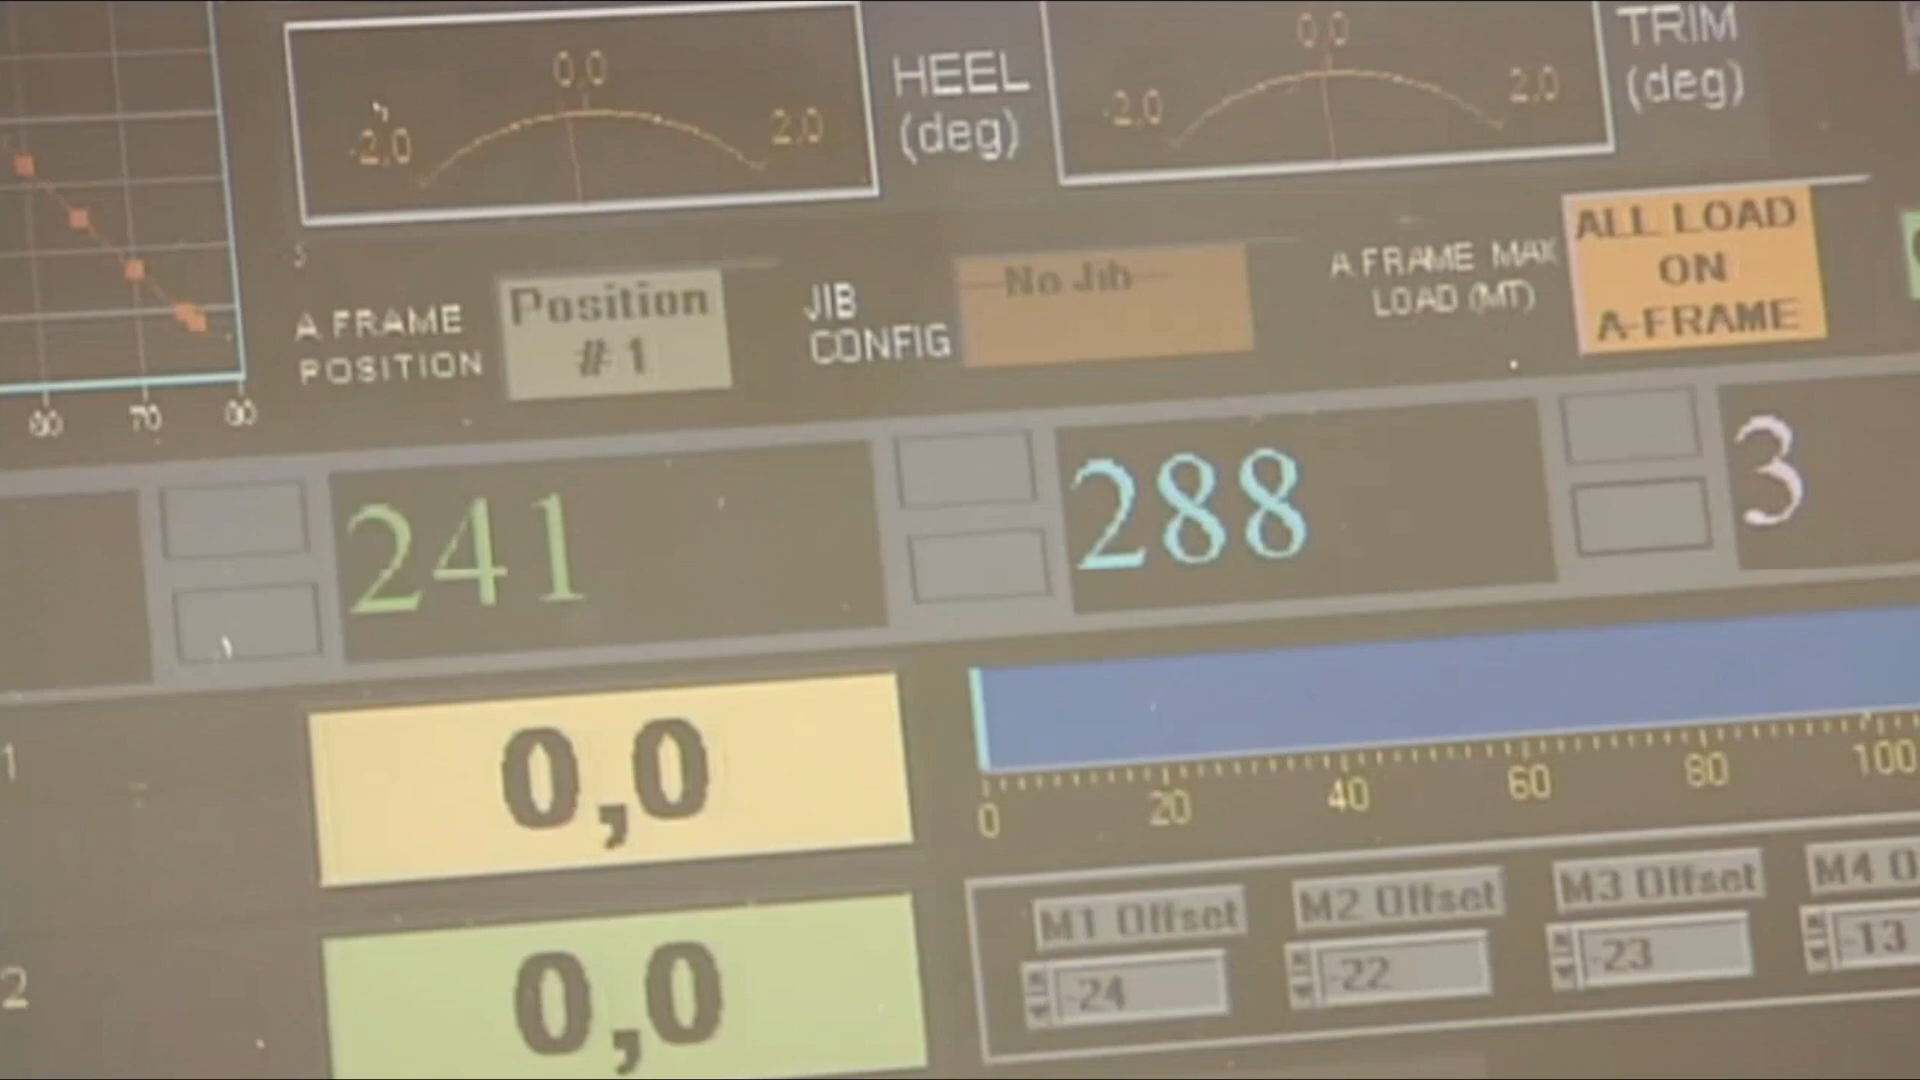 0,0
-2,0
2,0
HEEL
(deg)
0,0
-2,0
2,0
TRIM
(deg)
A FRAME
POSITION
Position
# 1
JIB
CONFIG
No Jib
A FRAME MAX
LOAD (MT)
ALL LOAD
ON
A-FRAME
60 70 80
241
288
3
1
0,0
0 20 40 60 80 100
2
0,0
M1 Offset
-24
M2 Offset
-22
M3 Offset
-23
M4 O
-13